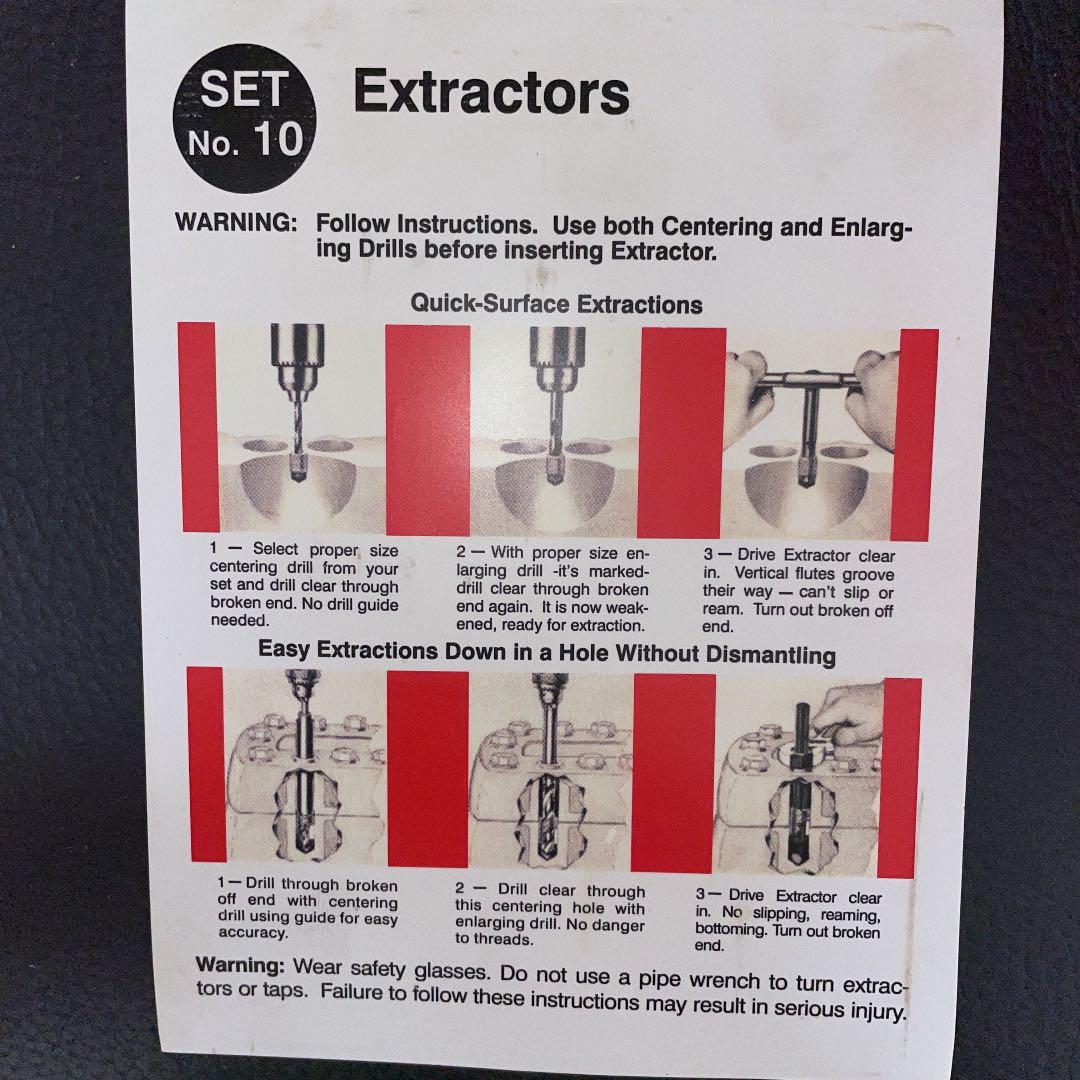 SET
No. 10
Extractors
WARNING: Follow Instructions. Use both Centering and Enlarg-
ing Drills before inserting Extractor.
Quick-Surface Extractions
1 — Select proper size
centering drill from your
set and drill clear through
broken end. No drill guide
needed.
2 — With proper size en-
larging drill -it's marked-
drill clear through broken
end again. It is now weak-
ened, ready for extraction.
3 — Drive Extractor clear
in. Vertical flutes groove
their way — can't slip or
ream. Turn out broken off
end.
Easy Extractions Down in a Hole Without Dismantling
1 — Drill through broken
off end with centering
drill using guide for easy
accuracy.
2 — Drill clear through
this centering hole with
enlarging drill. No danger
to threads.
3 — Drive Extractor clear
in. No slipping, reaming,
bottoming. Turn out broken
end.
Warning: Wear safety glasses. Do not use a pipe wrench to turn extrac-
tors or taps. Failure to follow these instructions may result in serious injury.